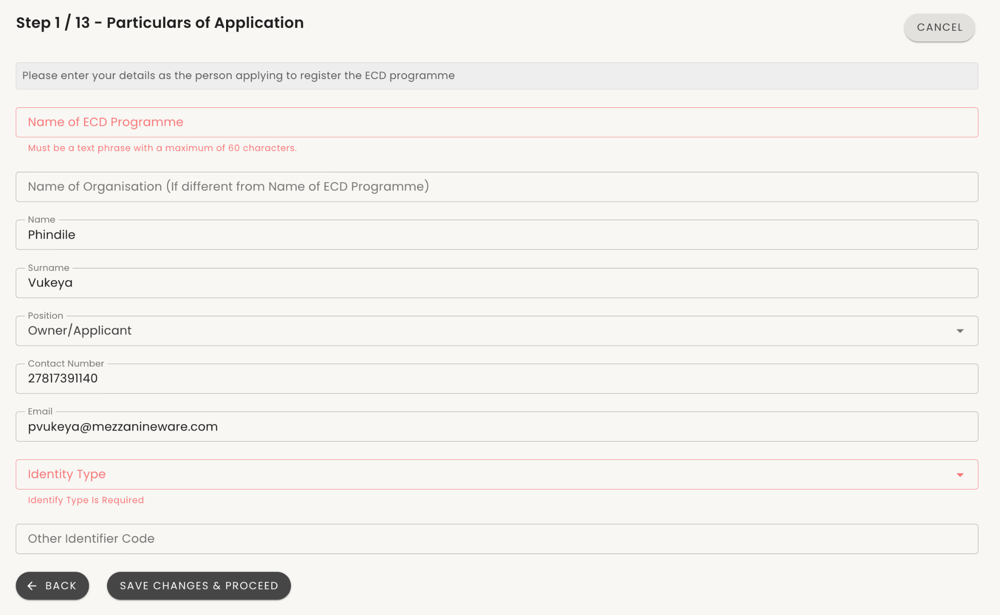 Step 1 / 13 - Particulars of Application
CANCEL
Please enter your details as the person applying to register the ECD programme
Name of ECD Programme
Must be a text phrase with a maximum of 60 characters.
Name of Organisation (If different from Name of ECD Programme)
Name
Phindile
Surname
Vukeya
Position
Owner/Applicant
Contact Number
27817391140
Email
pvukeya@mezzanineware.com
Identity Type
Identify Type Is Required
Other Identifier Code
BACK
SAVE CHANGES & PROCEED